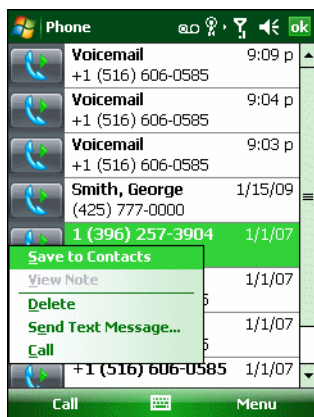 Phone ok
Voicemail 9:09 p
+1 (516) 606-0585
Voicemail 9:04 p
+1 (516) 606-0585
Voicemail 9:03 p
+1 (516) 606-0585
Smith, George 1/15/09
(425) 777-0000
1 (396) 257-3904 1/1/07
Save to Contacts
View Note 1/1/07
Delete
Send Text Message... 1/1/07
Call
+1 (516) 606-0585 1/1/07
Call Menu